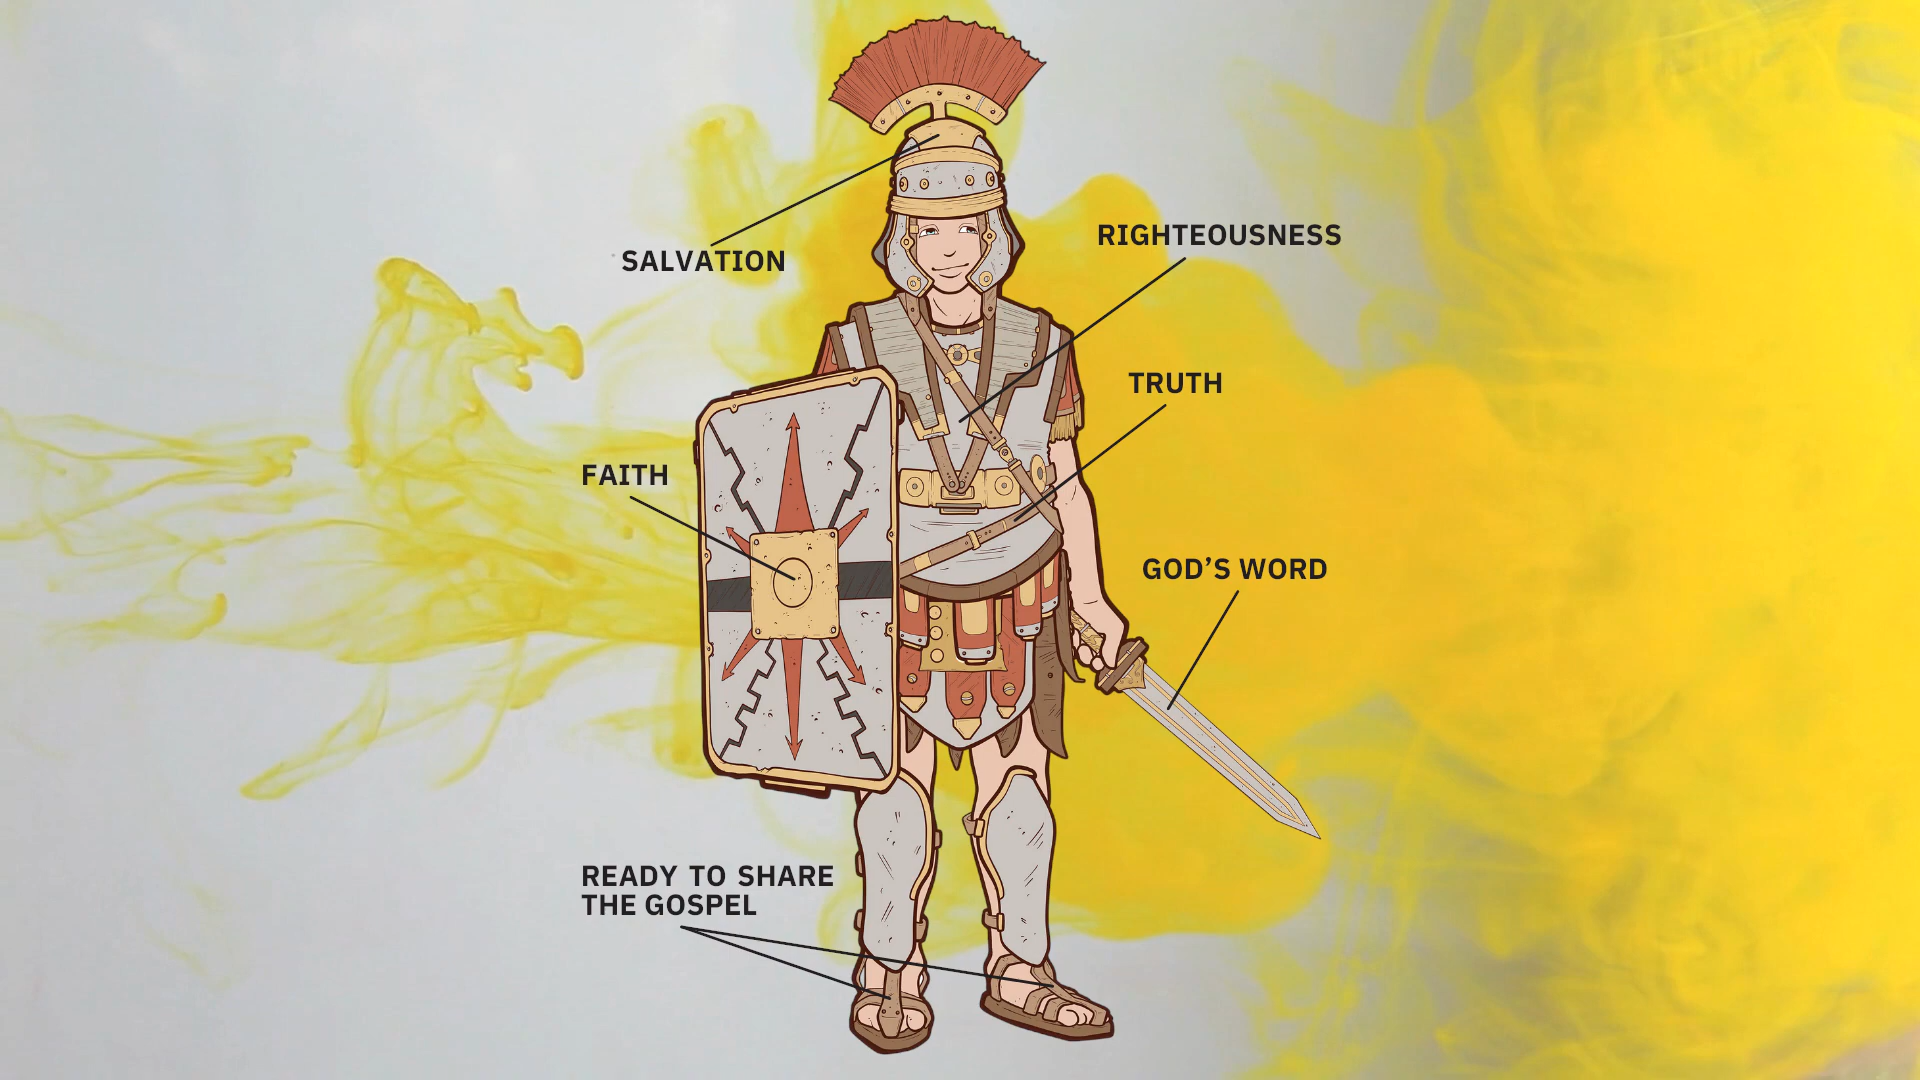 SALVATION
RIGHTEOUSNESS
TRUTH
FAITH
GOD’S WORD
READY TO SHARE
THE GOSPEL